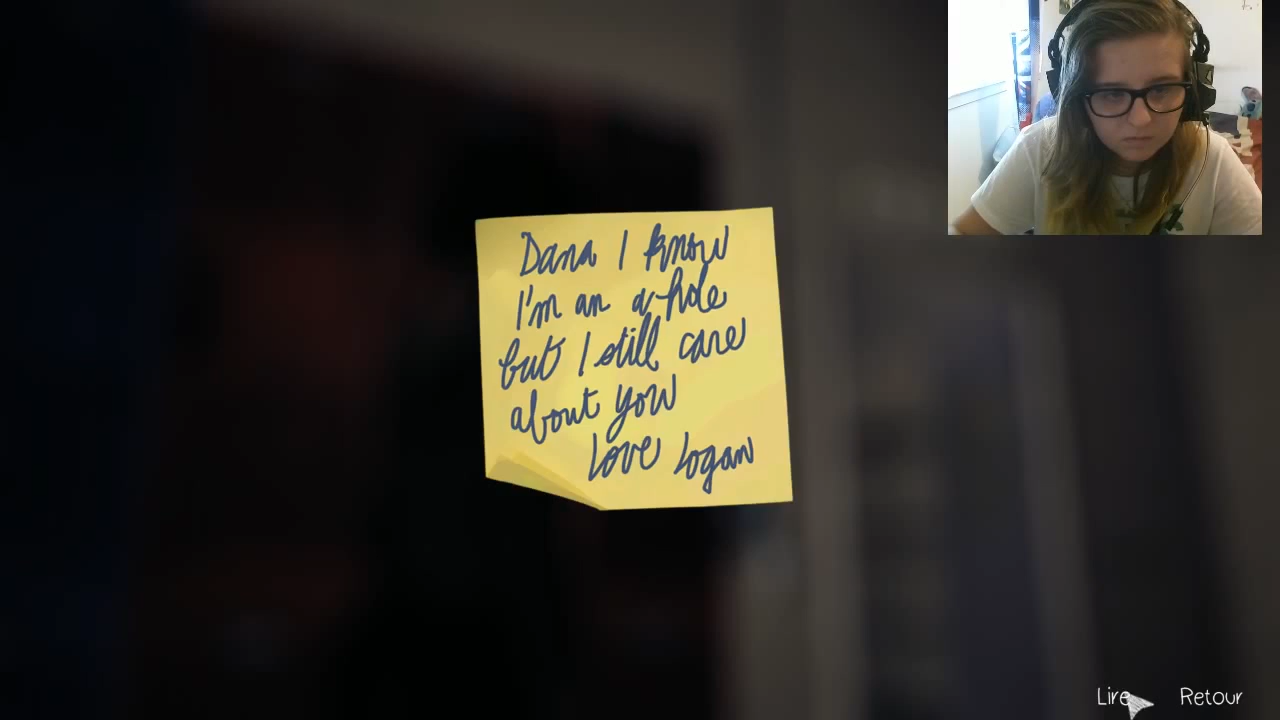 Dana I know
I'm an a-hole
but I still care
about you
Love Logan
Lire Retour